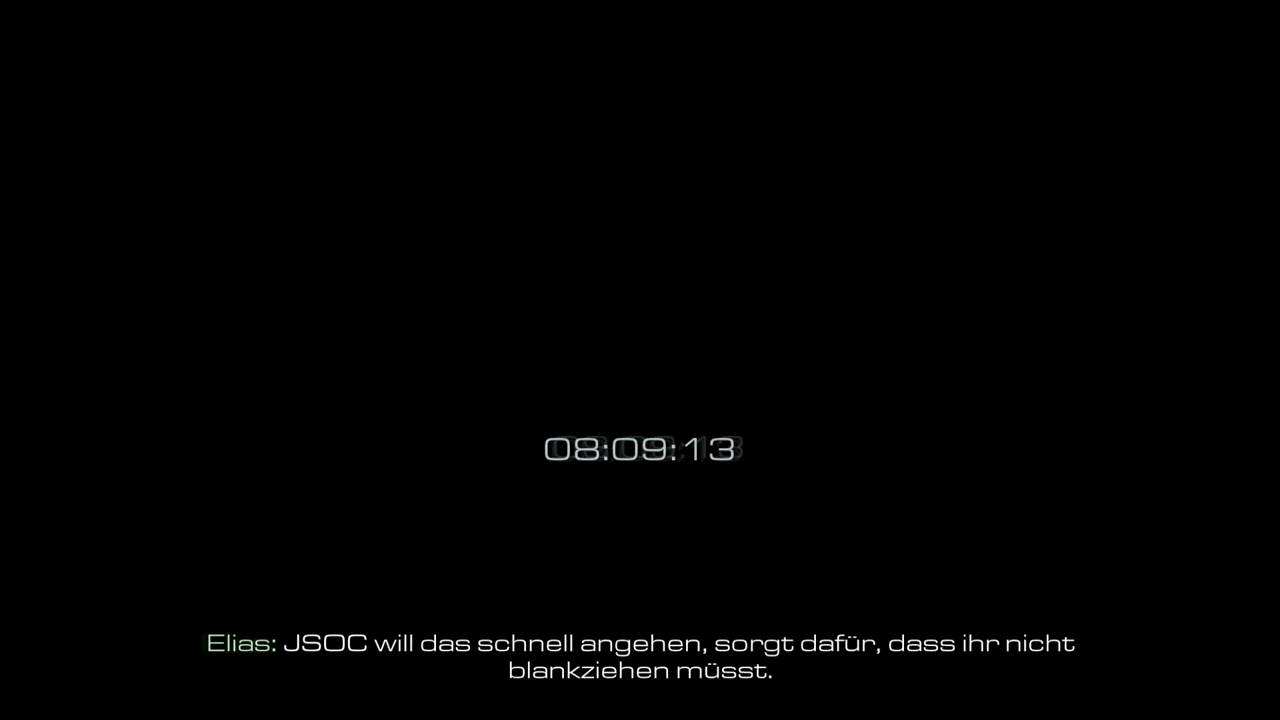 08:09:13
Elias: JSOC will das schnell angehen, sorgt dafür, dass ihr nicht
blankziehen müsst.